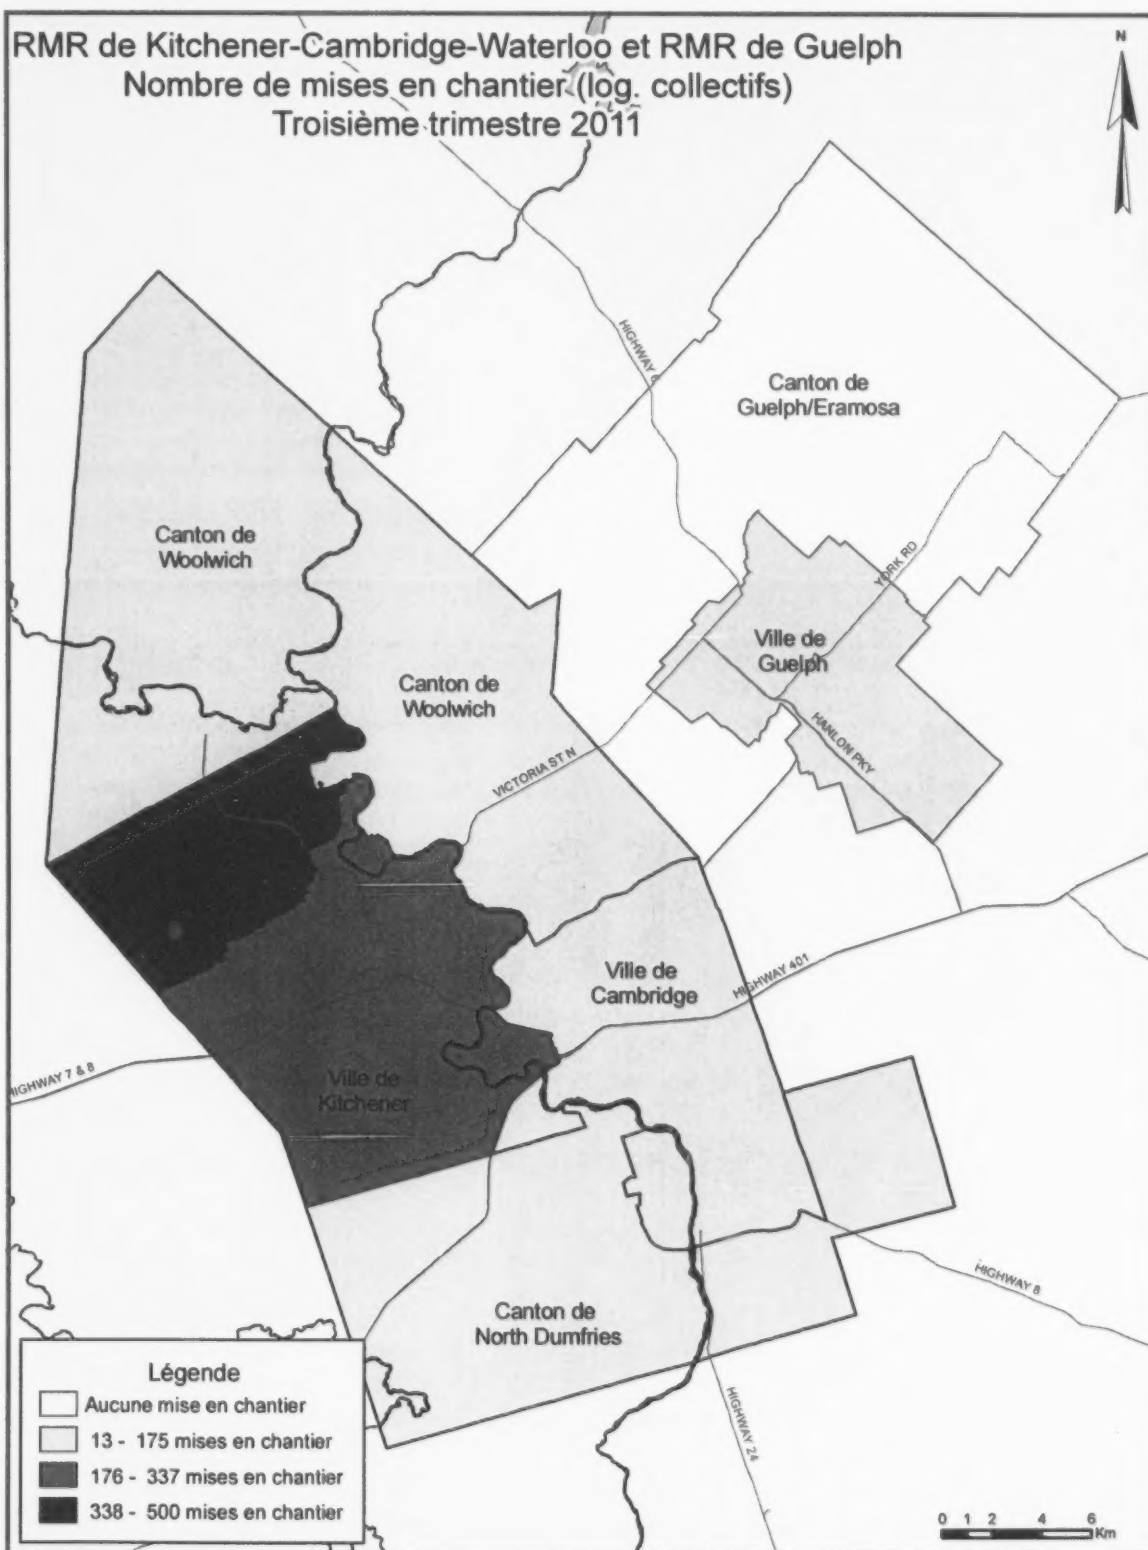 RMR de Kitchener-Cambridge-Waterloo et RMR de Guelph
Nombre de mises en chantier (log. collectifs)
Troisième trimestre 2011
N
HIGHWAY 6
Canton de
Guelph/Eramosa
Canton de
Woolwich
YORK RD
Ville de
Guelph
Canton de
Woolwich
HANLON PKY
VICTORIA ST N
Ville de
Cambridge
HIGHWAY 401
HIGHWAY 7 & 8
Ville de
Kitchener
HIGHWAY 8
Canton de
North Dumfries
HIGHWAY 24
Légende
Aucune mise en chantier
13 - 175 mises en chantier
176 - 337 mises en chantier
338 - 500 mises en chantier
0 1 2 4 6
Km